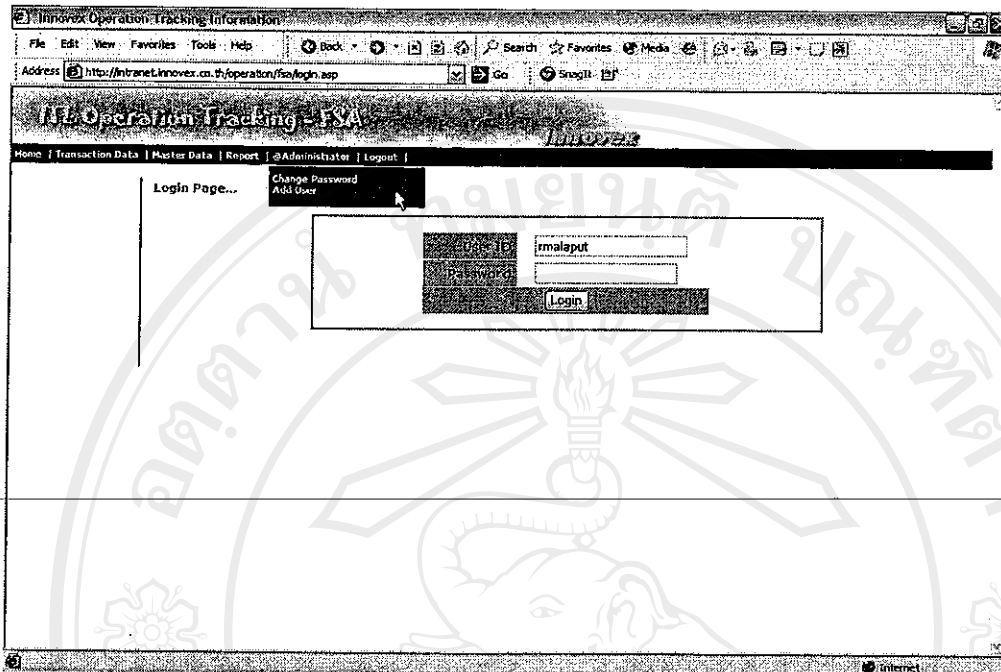 Innovex Operation Tracking Information
File Edit View Favorites Tools Help Back Search Favorites Media
Address http://intranet.innovex.co.th/operation/fsa/login.asp Go SnagIt
ITL Operation Tracking - FSA
Innovex
Home | Transaction Data | Master Data | Report | @Administrator | Logout |
Change Password
Add User
Login Page...
User ID rmalaput
Password
Login
Internet